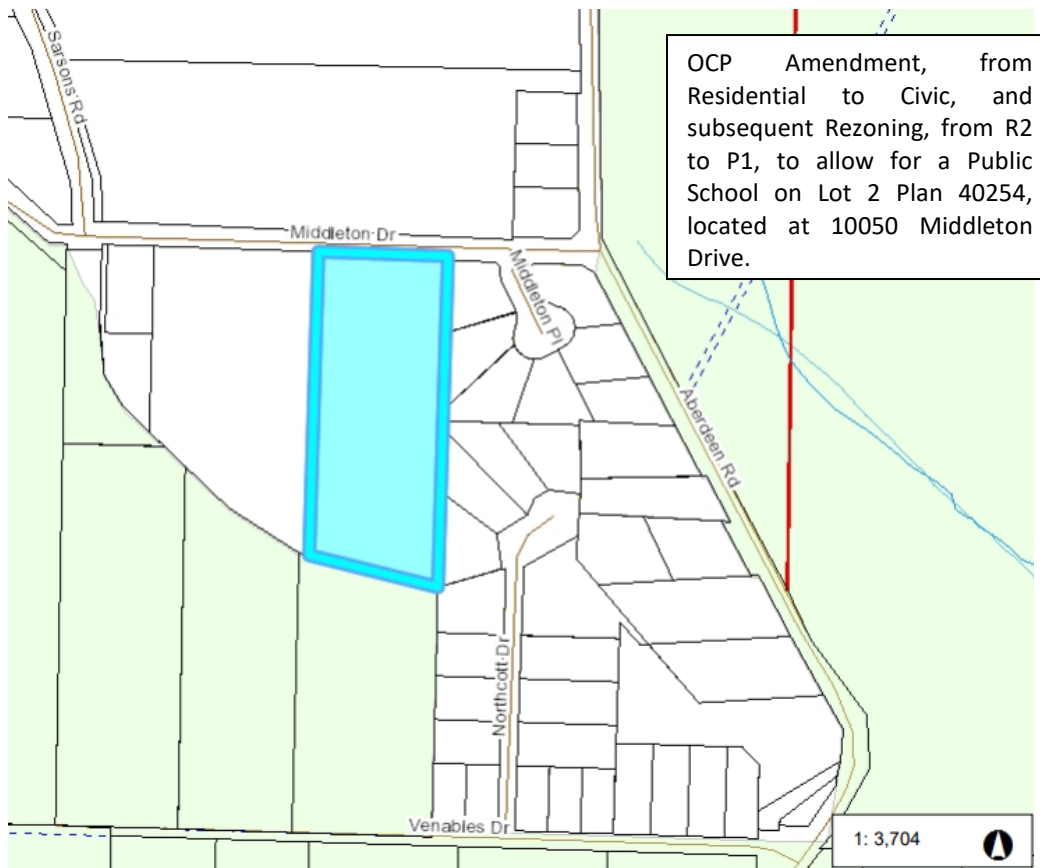 Sarsons Rd
OCP Amendment, from
Residential to Civic, and
subsequent Rezoning, from R2
to P1, to allow for a Public
School on Lot 2 Plan 40254,
located at 10050 Middleton
Drive.
Middleton Dr
Middleton Pl
Aberdeen Rd
Northcott Dr
Venables Dr
1: 3,704